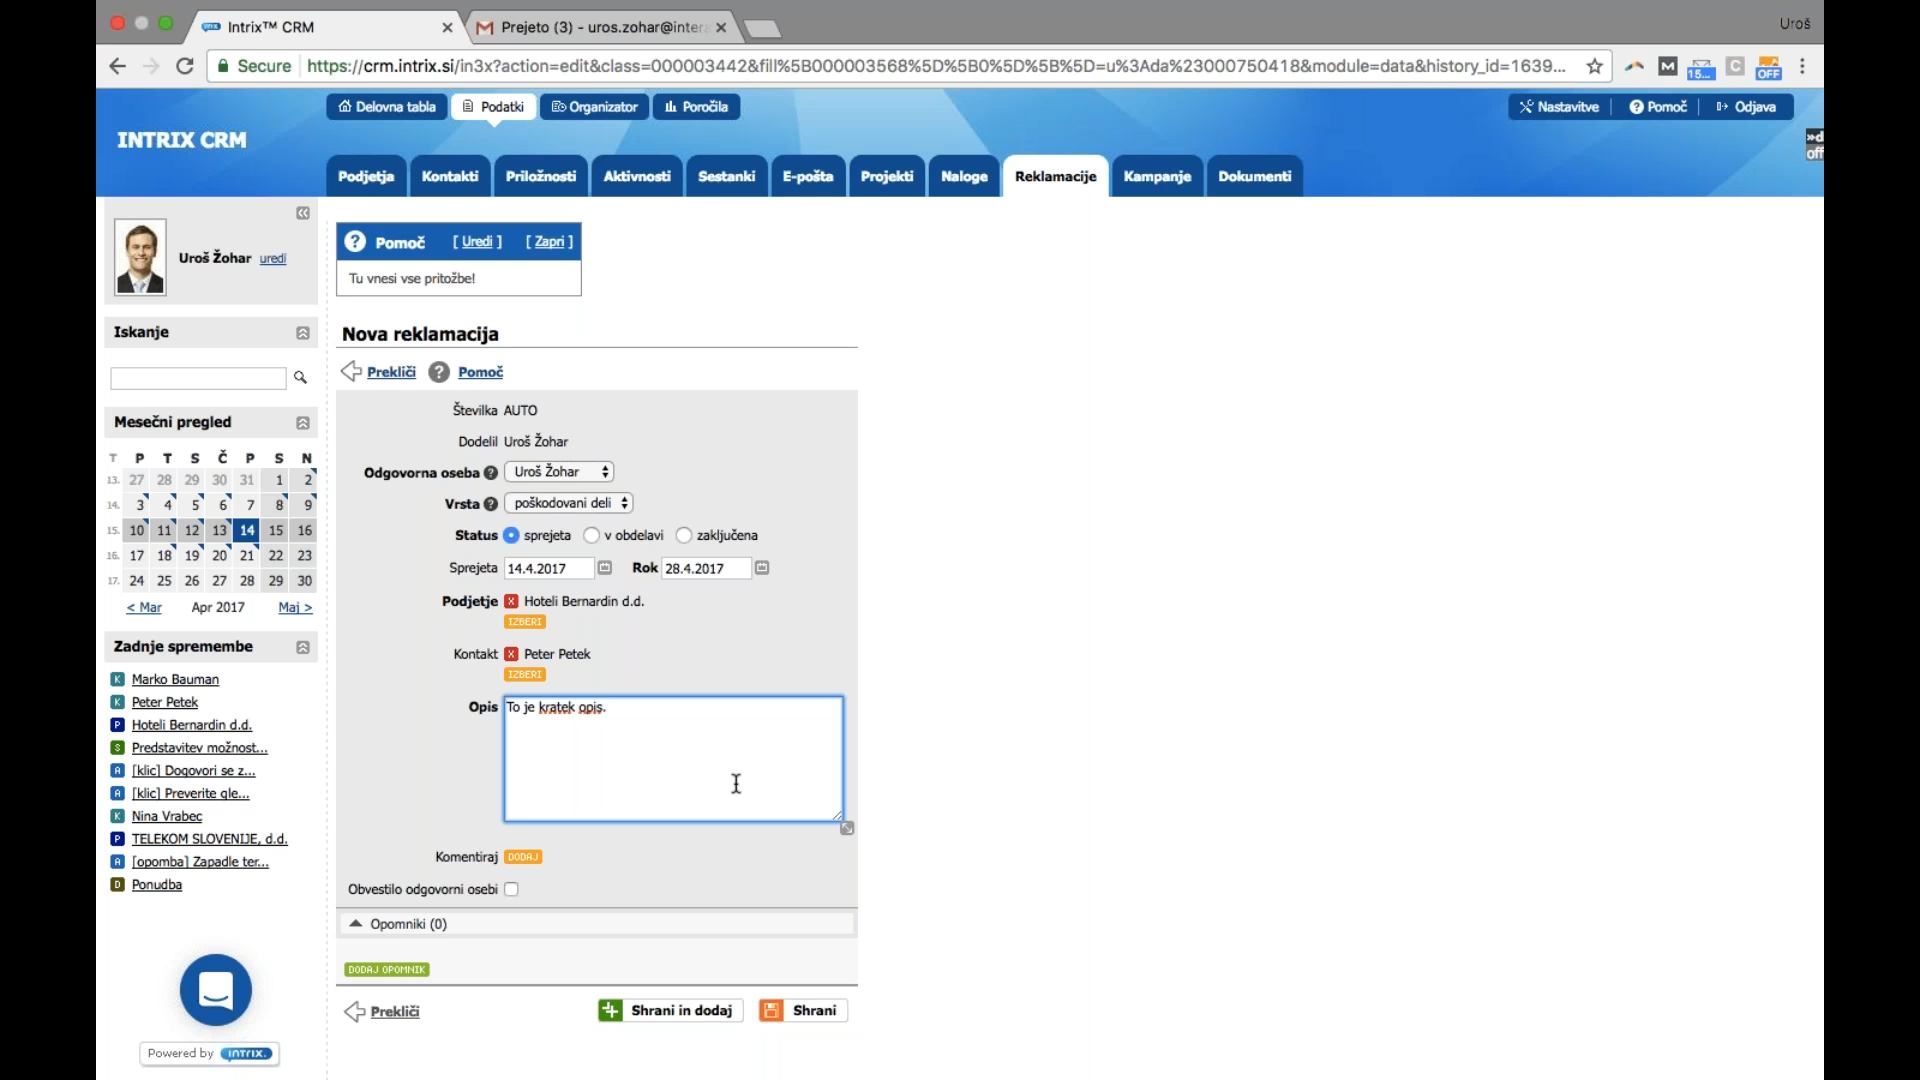 Intrix™ CRM
Prejeto (3) - uros.zohar@inter
Uroš
Secure https://crm.intrix.si/in3x?action=edit&class=000003442&fill%5B000003568%5D%5B0%5D%5B%5D=u%3Ada%23000750418&module=data&history_id=1639...
M 15... C OFF
Delovna tabla Podatki Organizator Poročila
Nastavitve Pomoč Odjava
»d
off
INTRIX CRM
Podjetja Kontakti Priložnosti Aktivnosti Sestanki E-pošta Projekti Naloge Reklamacije Kampanje Dokumenti
Uroš Žohar uredi
Iskanje
Mesečni pregled
T P T S Č P S N
13. 27 28 29 30 31 1 2
14. 3 4 5 6 7 8 9
15. 10 11 12 13 14 15 16
16. 17 18 19 20 21 22 23
17. 24 25 26 27 28 29 30
< Mar Apr 2017 Maj >
Zadnje spremembe
K Marko Bauman
K Peter Petek
P Hoteli Bernardin d.d.
S Predstavitev možnost...
A [klic] Dogovori se z...
A [klic] Preverite gle...
K Nina Vrabec
P TELEKOM SLOVENIJE, d.d.
A [opomba] Zapadle ter...
D Ponudba
Powered by INTRIX.
? Pomoč [ Uredi ] [ Zapri ]
Tu vnesi vse pritožbe!
Nova reklamacija
Prekliči ? Pomoč
Številka AUTO
Dodelil Uroš Žohar
Odgovorna oseba ? Uroš Žohar
Vrsta ? poškodovani deli
Status sprejeta v obdelavi zaključena
Sprejeta 14.4.2017 Rok 28.4.2017
Podjetje X Hoteli Bernardin d.d.
IZBERI
Kontakt X Peter Petek
IZBERI
Opis To je kratek opis.
Komentiraj DODAJ
Obvestilo odgovorni osebi
Opomniki (0)
DODAJ OPOMNIK
Prekliči Shrani in dodaj Shrani